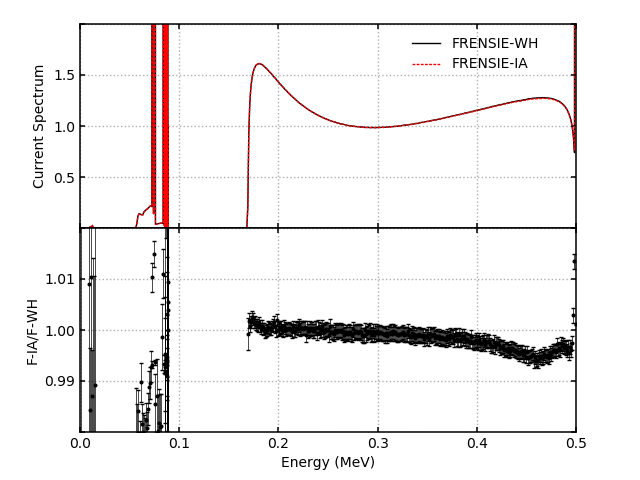 FRENSIE-WH
FRENSIE-IA
1.5
1.0
0.5
Current Spectrum
1.01
1.00
0.99
F-IA/F-WH
0.0 0.1 0.2 0.3 0.4 0.5
Energy (MeV)